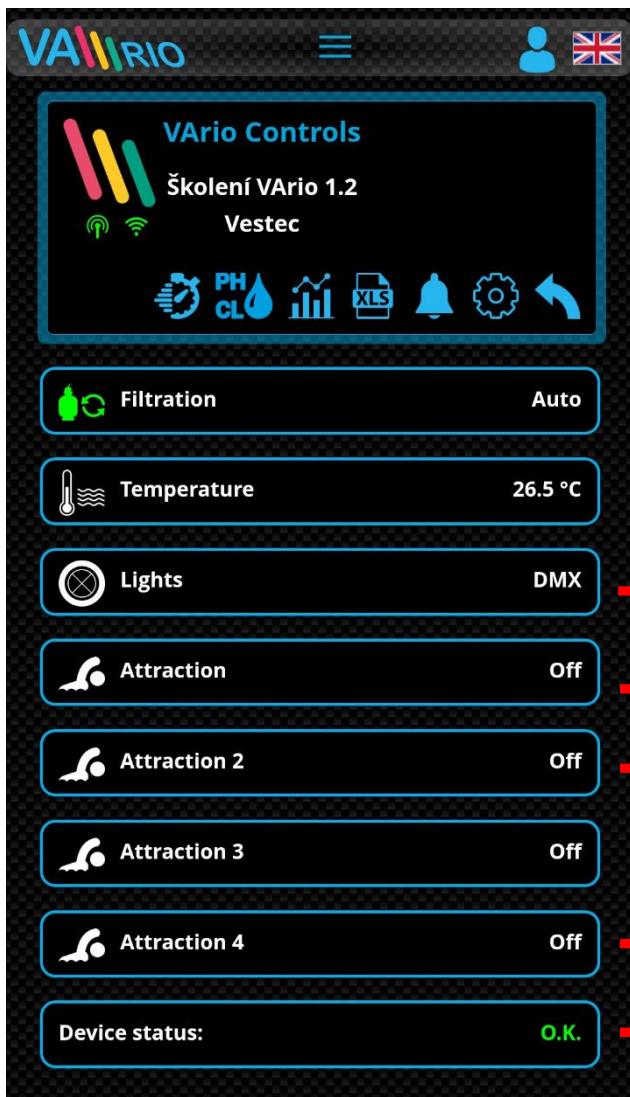 VARIO
VArio Controls
Školení VArio 1.2
Vestec
PH
CL
XLS
Filtration Auto
Temperature 26.5 °C
Lights DMX
Attraction Off
Attraction 2 Off
Attraction 3 Off
Attraction 4 Off
Device status: O.K.